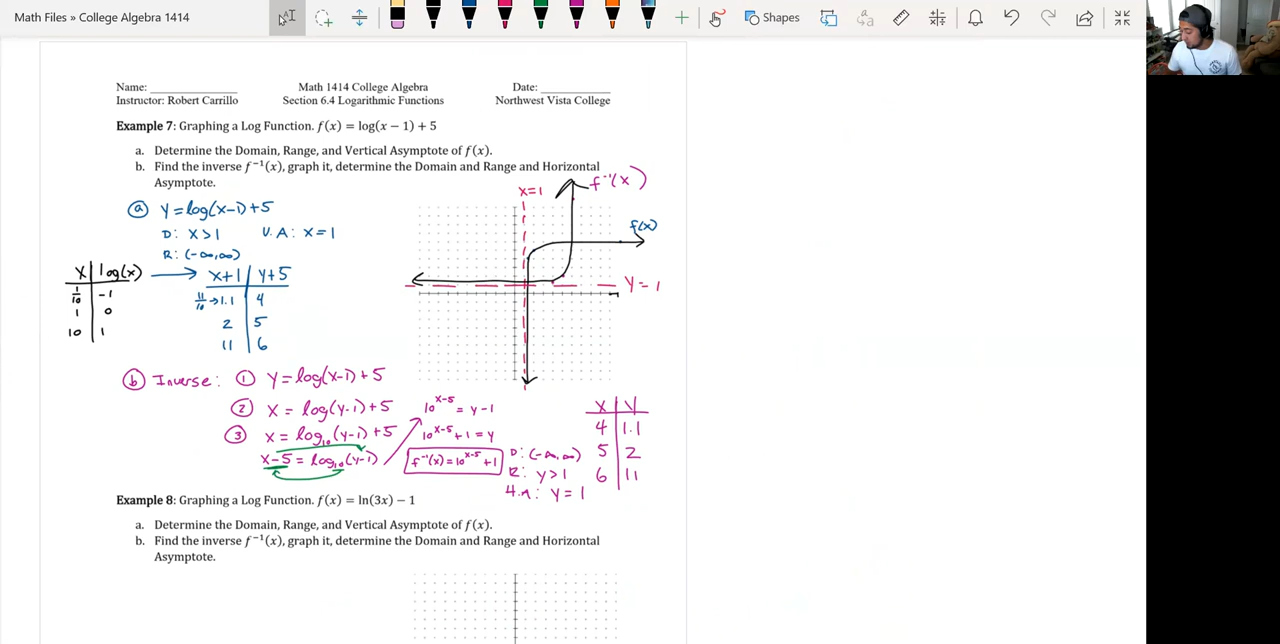 Math Files » College Algebra 1414
Shapes
Name: ______________
Math 1414 College Algebra
Date: ___________
Instructor: Robert Carrillo
Section 6.4 Logarithmic Functions
Northwest Vista College
Example 7: Graphing a Log Function. f(x) = log(x − 1) + 5
a. Determine the Domain, Range, and Vertical Asymptote of f(x).
b. Find the inverse f⁻¹(x), graph it, determine the Domain and Range and Horizontal
Asymptote.
x=1
f⁻¹(x)
f(x)
y=1
ⓐ y=log(x-1)+5
D: x>1 V.A: x=1
R: (-∞,∞)
x | log(x) → x+1 | y+5
1/10 | -1 11/10→1.1 | 4
1 | 0 2 | 5
10 | 1 11 | 6
ⓑ Inverse: ① y=log(x-1)+5
② x = log(y-1)+5
③ x = log₁₀(y-1)+5
x-5 = log₁₀(y-1)
10^(x-5) = y-1
10^(x-5)+1=y
f⁻¹(x)=10^(x-5)+1
D: (-∞,∞)
R: y>1
H.A: y=1
x | y
4 | 1.1
5 | 2
6 | 11
Example 8: Graphing a Log Function. f(x) = ln(3x) − 1
a. Determine the Domain, Range, and Vertical Asymptote of f(x).
b. Find the inverse f⁻¹(x), graph it, determine the Domain and Range and Horizontal
Asymptote.